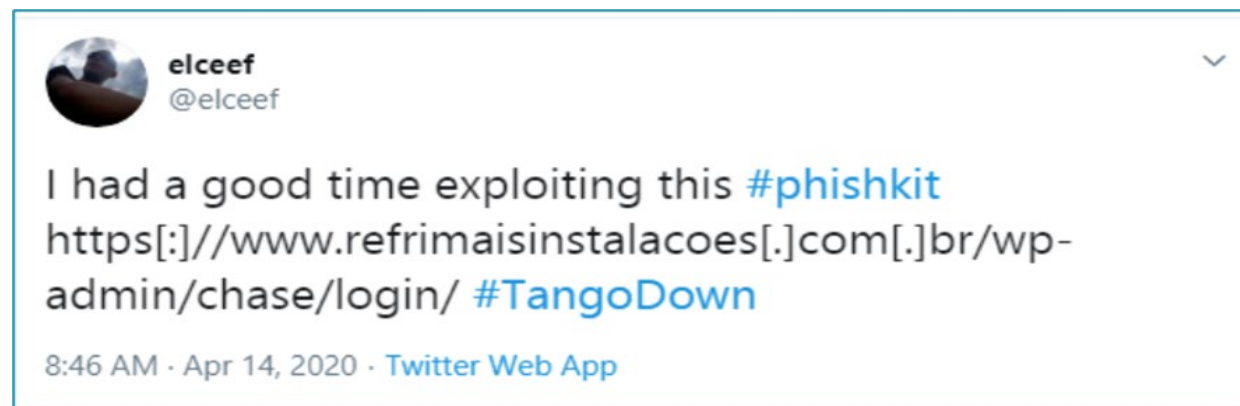 elceef
@elceef
I had a good time exploiting this #phishkit
https[:]//www.refrimaisinstalacoes[.]com[.]br/wp-
admin/chase/login/ #TangoDown
8:46 AM · Apr 14, 2020 · Twitter Web App